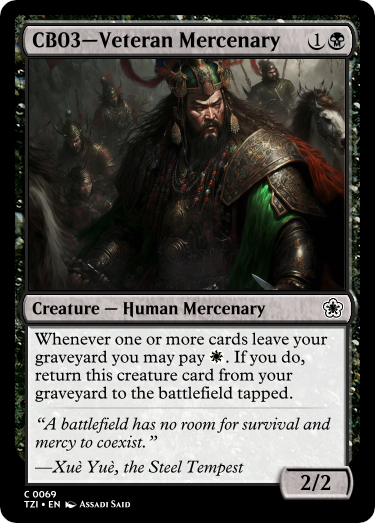 CB03—Veteran Mercenary 1
Creature — Human Mercenary
Whenever one or more cards leave your
graveyard you may pay . If you do,
return this creature card from your
graveyard to the battlefield tapped.
“A battlefield has no room for survival and
mercy to coexist.”
—Xuè Yuè, the Steel Tempest
2/2
C 0069
TZI • EN Assadi Said